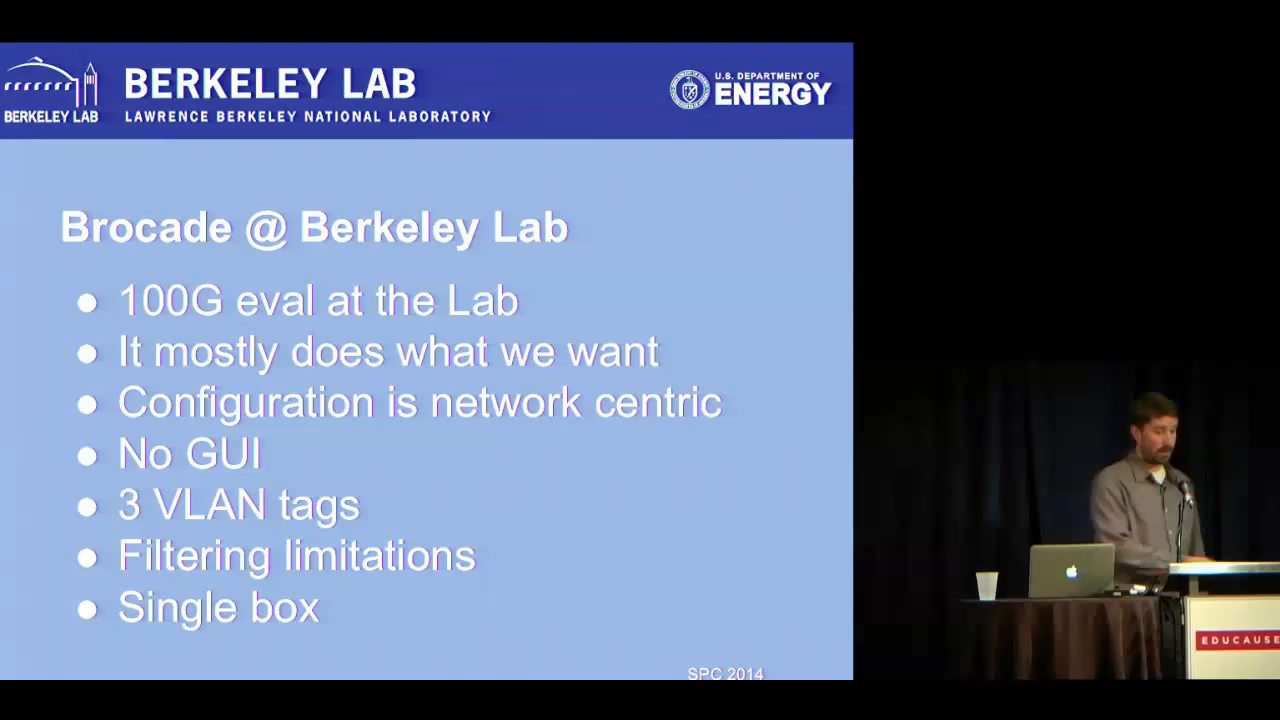 BERKELEY LAB
BERKELEY LAB
LAWRENCE BERKELEY NATIONAL LABORATORY
U.S. DEPARTMENT OF
ENERGY
Brocade @ Berkeley Lab
● 100G eval at the Lab
● It mostly does what we want
● Configuration is network centric
● No GUI
● 3 VLAN tags
● Filtering limitations
● Single box
SPC 2014
EDUCAUSE